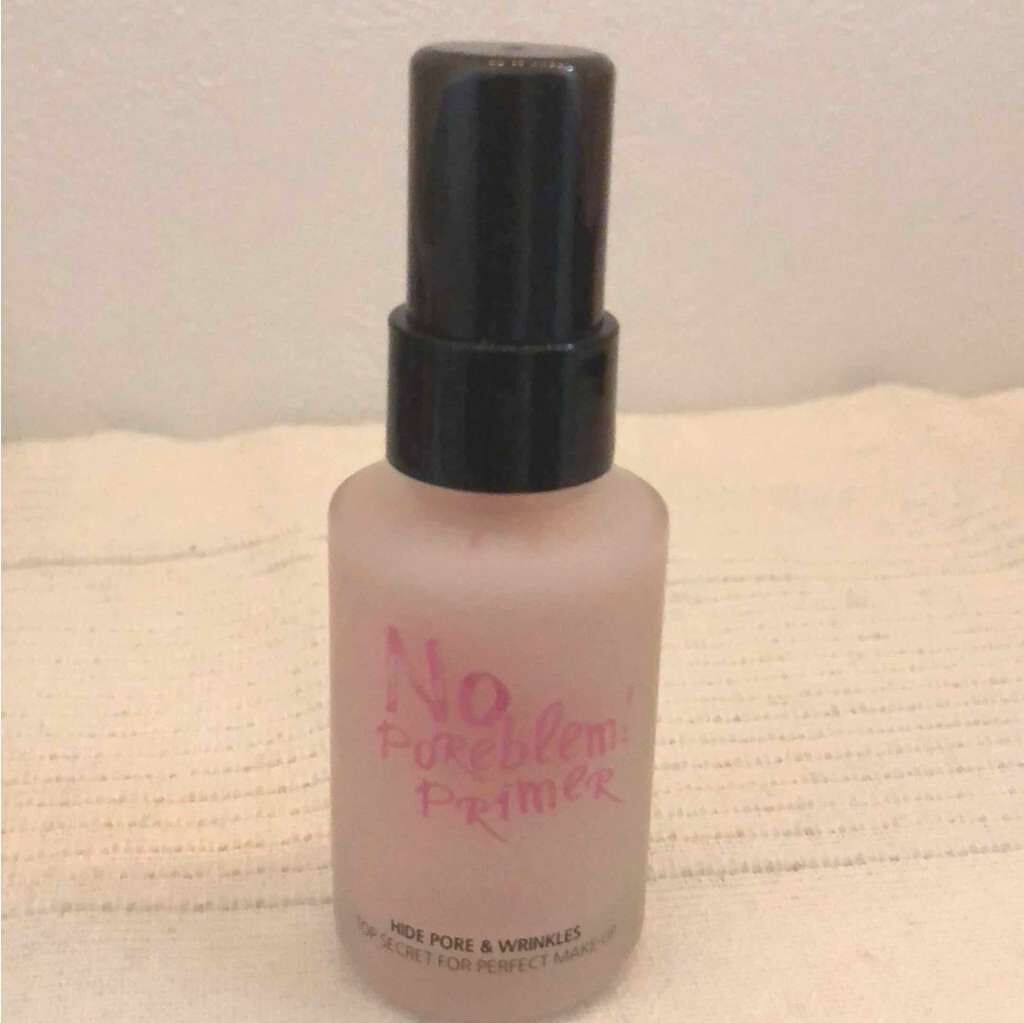 No
POREblem!
PRIMER
HIDE PORE & WRINKLES
TOP SECRET FOR PERFECT MAKE-UP